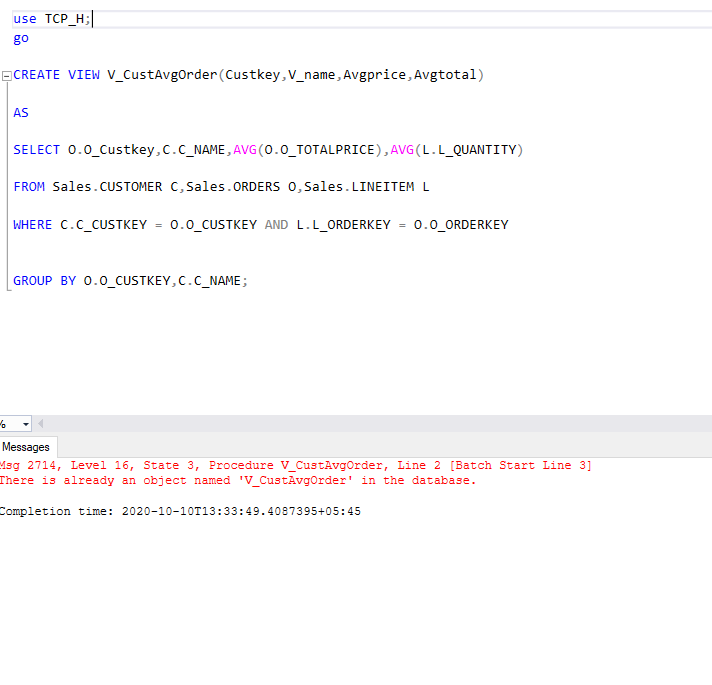 use TCP_H;
go
CREATE VIEW V_CustAvgOrder(Custkey,V_name,Avgprice,Avgtotal)
AS
SELECT O.O_Custkey,C.C_NAME,AVG(O.O_TOTALPRICE),AVG(L.L_QUANTITY)
FROM Sales.CUSTOMER C,Sales.ORDERS O,Sales.LINEITEM L
WHERE C.C_CUSTKEY = O.O_CUSTKEY AND L.L_ORDERKEY = O.O_ORDERKEY
GROUP BY O.O_CUSTKEY,C.C_NAME;
%
Messages
Msg 2714, Level 16, State 3, Procedure V_CustAvgOrder, Line 2 [Batch Start Line 3]
There is already an object named 'V_CustAvgOrder' in the database.
Completion time: 2020-10-10T13:33:49.4087395+05:45